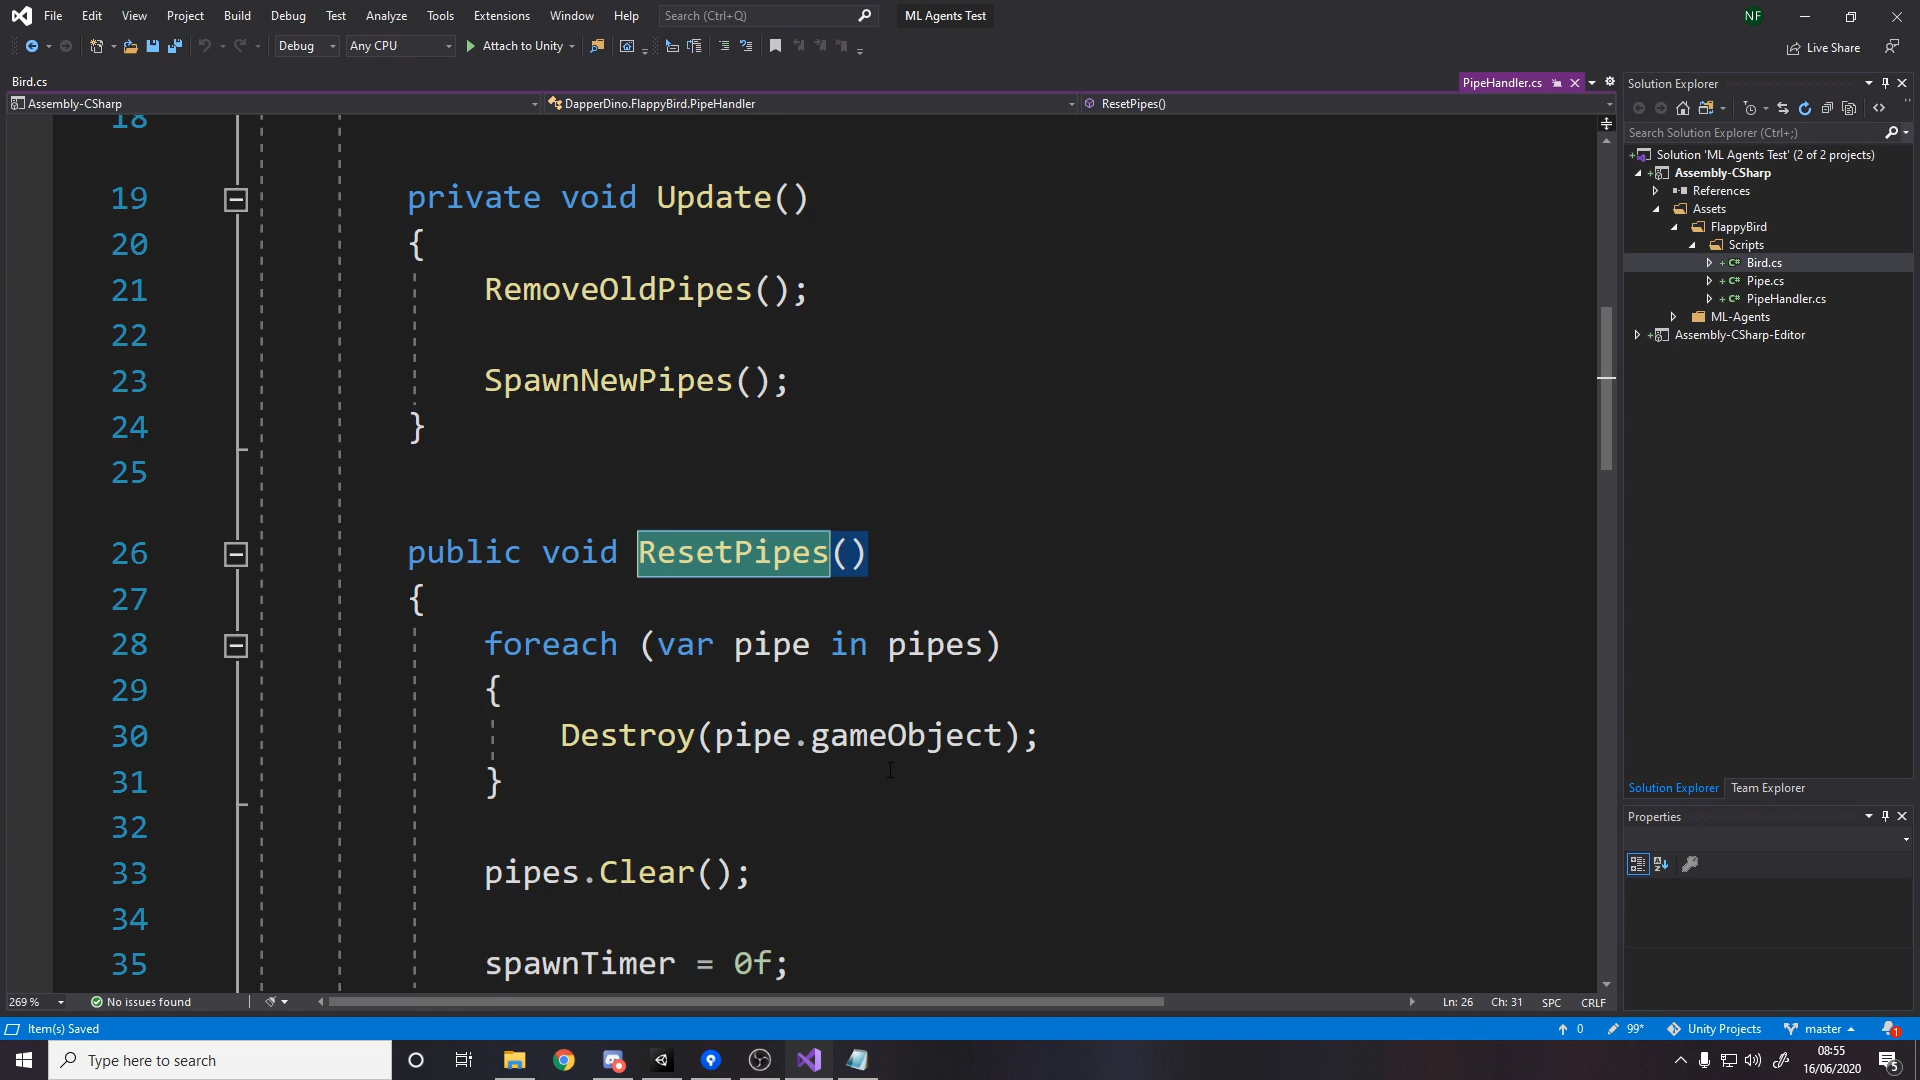 File Edit View Project Build Debug Test Analyze Tools Extensions Window Help Search (Ctrl+Q) ML Agents Test NF
Debug Any CPU Attach to Unity Live Share
Bird.cs PipeHandler.cs
Assembly-CSharp DapperDino.FlappyBird.PipeHandler ResetPipes()
18
19 private void Update()
20 {
21 RemoveOldPipes();
22
23 SpawnNewPipes();
24 }
25
26 public void ResetPipes()
27 {
28 foreach (var pipe in pipes)
29 {
30 Destroy(pipe.gameObject);
31 }
32
33 pipes.Clear();
34
35 spawnTimer = 0f;
269 % No issues found Ln: 26 Ch: 31 SPC CRLF
Solution Explorer
Search Solution Explorer (Ctrl+;)
Solution 'ML Agents Test' (2 of 2 projects)
Assembly-CSharp
References
Assets
FlappyBird
Scripts
C# Bird.cs
C# Pipe.cs
C# PipeHandler.cs
ML-Agents
Assembly-CSharp-Editor
Solution Explorer Team Explorer
Properties
Item(s) Saved 0 99* Unity Projects master 1
Type here to search 08:55
16/06/2020 5